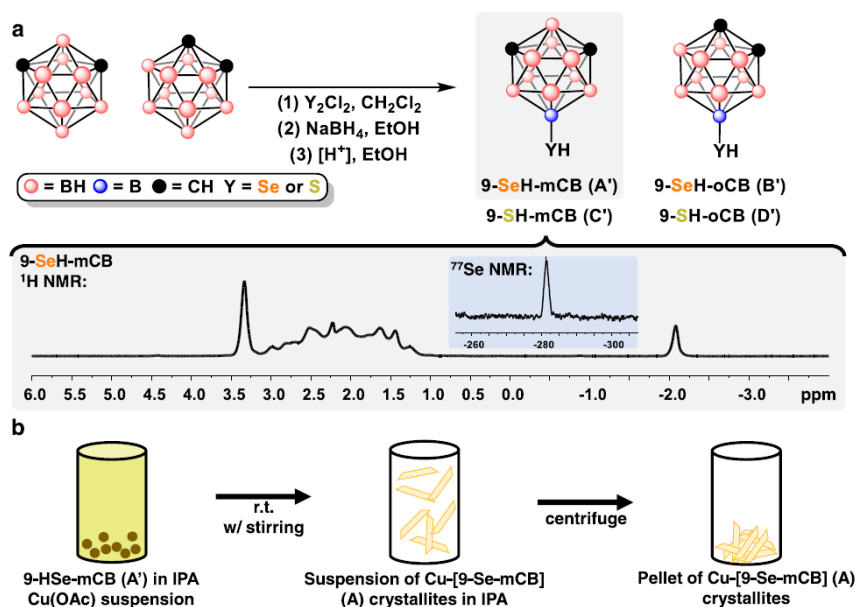 a
(1) Y₂Cl₂, CH₂Cl₂
(2) NaBH₄, EtOH
(3) [H⁺], EtOH
YH
YH
= BH = B = CH Y = Se or S
9-SeH-mCB (A')
9-SeH-oCB (B')
9-SH-mCB (C')
9-SH-oCB (D')
9-SeH-mCB
¹H NMR:
⁷⁷Se NMR:
-260 -280 -300
6.0 5.5 5.0 4.5 4.0 3.5 3.0 2.5 2.0 1.5 1.0 0.0 -1.0 -2.0 -3.0 ppm
b
r.t.
w/ stirring
centrifuge
9-HSe-mCB (A') in IPA
Cu(OAc) suspension
Suspension of Cu-[9-Se-mCB]
(A) crystallites in IPA
Pellet of Cu-[9-Se-mCB] (A)
crystallites